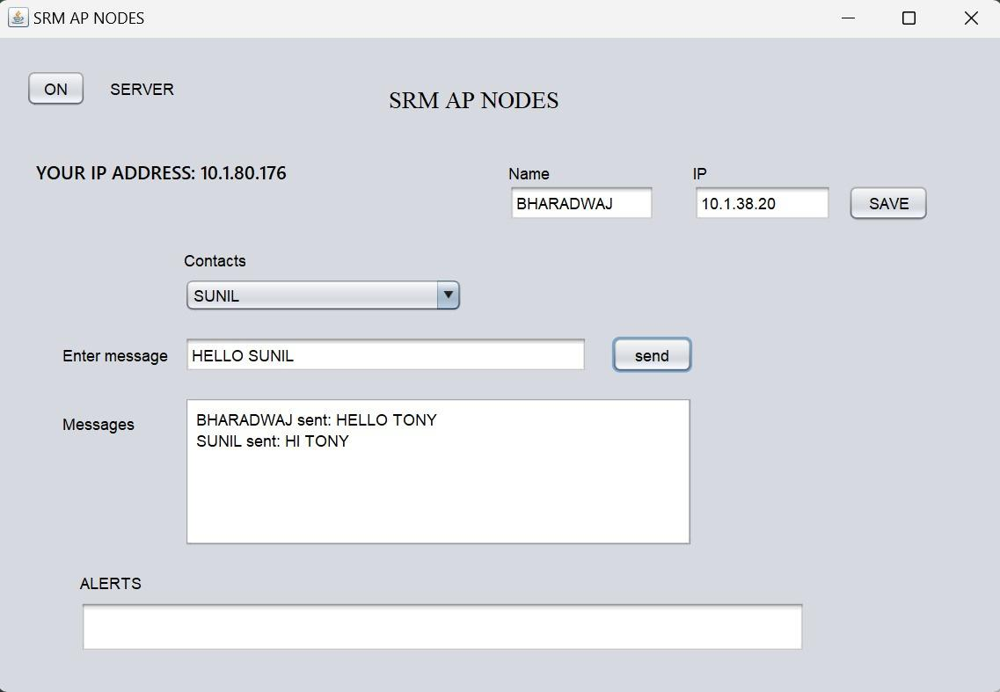 SRM AP NODES
ON SERVER
SRM AP NODES
YOUR IP ADDRESS: 10.1.80.176
Name IP
BHARADWAJ 10.1.38.20 SAVE
Contacts
SUNIL
Enter message HELLO SUNIL send
Messages
BHARADWAJ sent: HELLO TONY
SUNIL sent: HI TONY
ALERTS